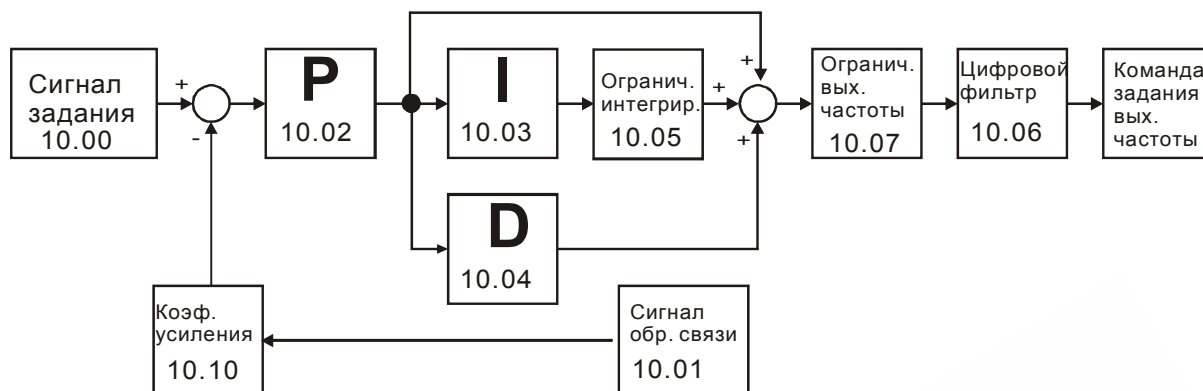 Сигнал
задания
10.00
+
-
P
10.02
I
10.03
Огранич.
интегрир.
10.05
+
+
+
Огранич.
вых.
частоты
10.07
Цифровой
фильтр
10.06
Команда
задания
вых.
частоты
D
10.04
Коэф.
усиления
10.10
Сигнал
обр. связи
10.01